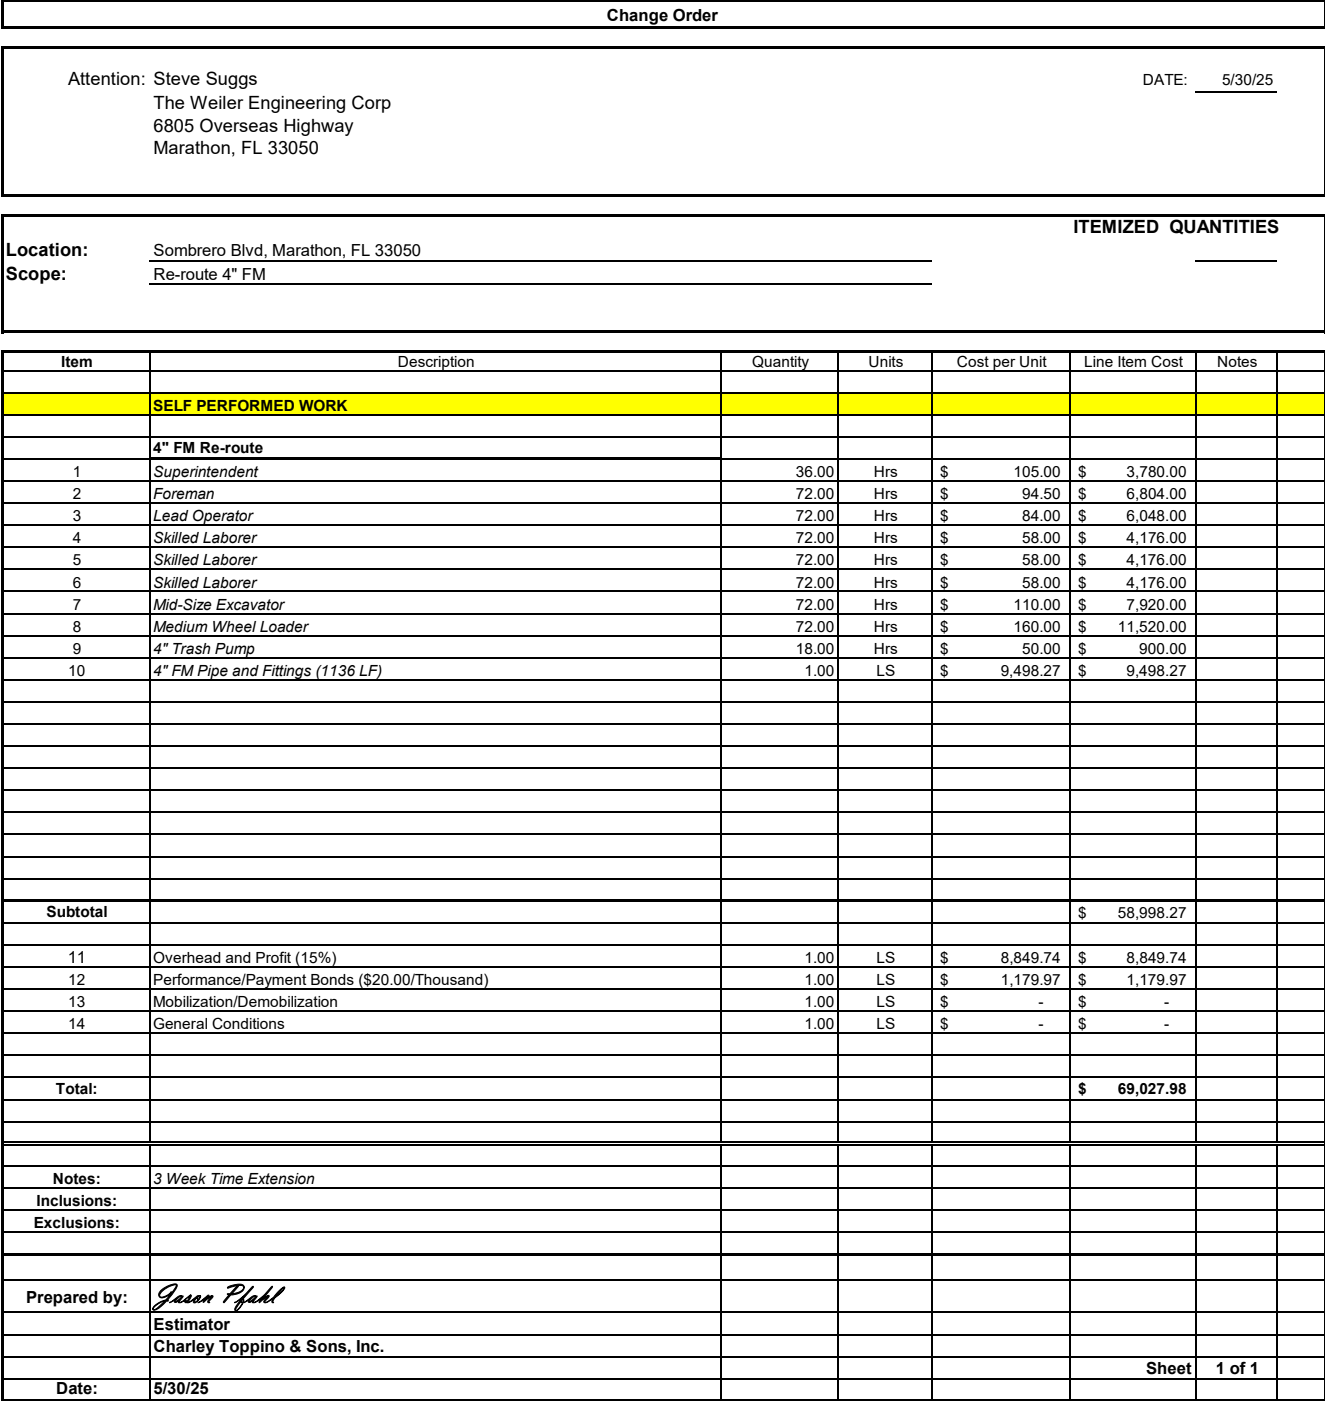 Change Order
Attention: Steve Suggs DATE: 5/30/25
The Weiler Engineering Corp
6805 Overseas Highway
Marathon, FL 33050
ITEMIZED QUANTITIES
Location: Sombrero Blvd, Marathon, FL 33050
Scope: Re-route 4" FM
Item Description Quantity Units Cost per Unit Line Item Cost Notes
SELF PERFORMED WORK
4" FM Re-route
1 Superintendent 36.00 Hrs $ 105.00 $ 3,780.00
2 Foreman 72.00 Hrs $ 94.50 $ 6,804.00
3 Lead Operator 72.00 Hrs $ 84.00 $ 6,048.00
4 Skilled Laborer 72.00 Hrs $ 58.00 $ 4,176.00
5 Skilled Laborer 72.00 Hrs $ 58.00 $ 4,176.00
6 Skilled Laborer 72.00 Hrs $ 58.00 $ 4,176.00
7 Mid-Size Excavator 72.00 Hrs $ 110.00 $ 7,920.00
8 Medium Wheel Loader 72.00 Hrs $ 160.00 $ 11,520.00
9 4" Trash Pump 18.00 Hrs $ 50.00 $ 900.00
10 4" FM Pipe and Fittings (1136 LF) 1.00 LS $ 9,498.27 $ 9,498.27
Subtotal $ 58,998.27
11 Overhead and Profit (15%) 1.00 LS $ 8,849.74 $ 8,849.74
12 Performance/Payment Bonds ($20.00/Thousand) 1.00 LS $ 1,179.97 $ 1,179.97
13 Mobilization/Demobilization 1.00 LS $ - $ -
14 General Conditions 1.00 LS $ - $ -
Total: $ 69,027.98
Notes: 3 Week Time Extension
Inclusions:
Exclusions:
Prepared by: Jason Pfahl
Estimator
Charley Toppino & Sons, Inc.
Sheet 1 of 1
Date: 5/30/25